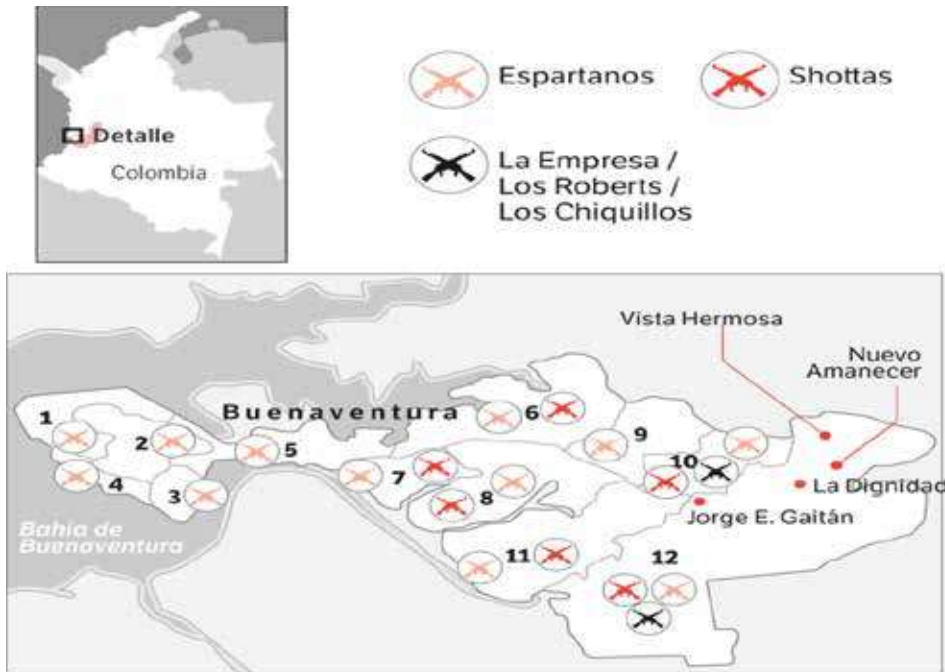 Detalle
Colombia
Espartanos
Shottas
La Empresa /
Los Roberts /
Los Chiquillos
Vista Hermosa
Nuevo
Amanecer
Buenaventura
1
2
3
4
5
6
7
8
9
10
11
12
La Dignidad
Jorge E. Gaitán
Bahía de
Buenaventura